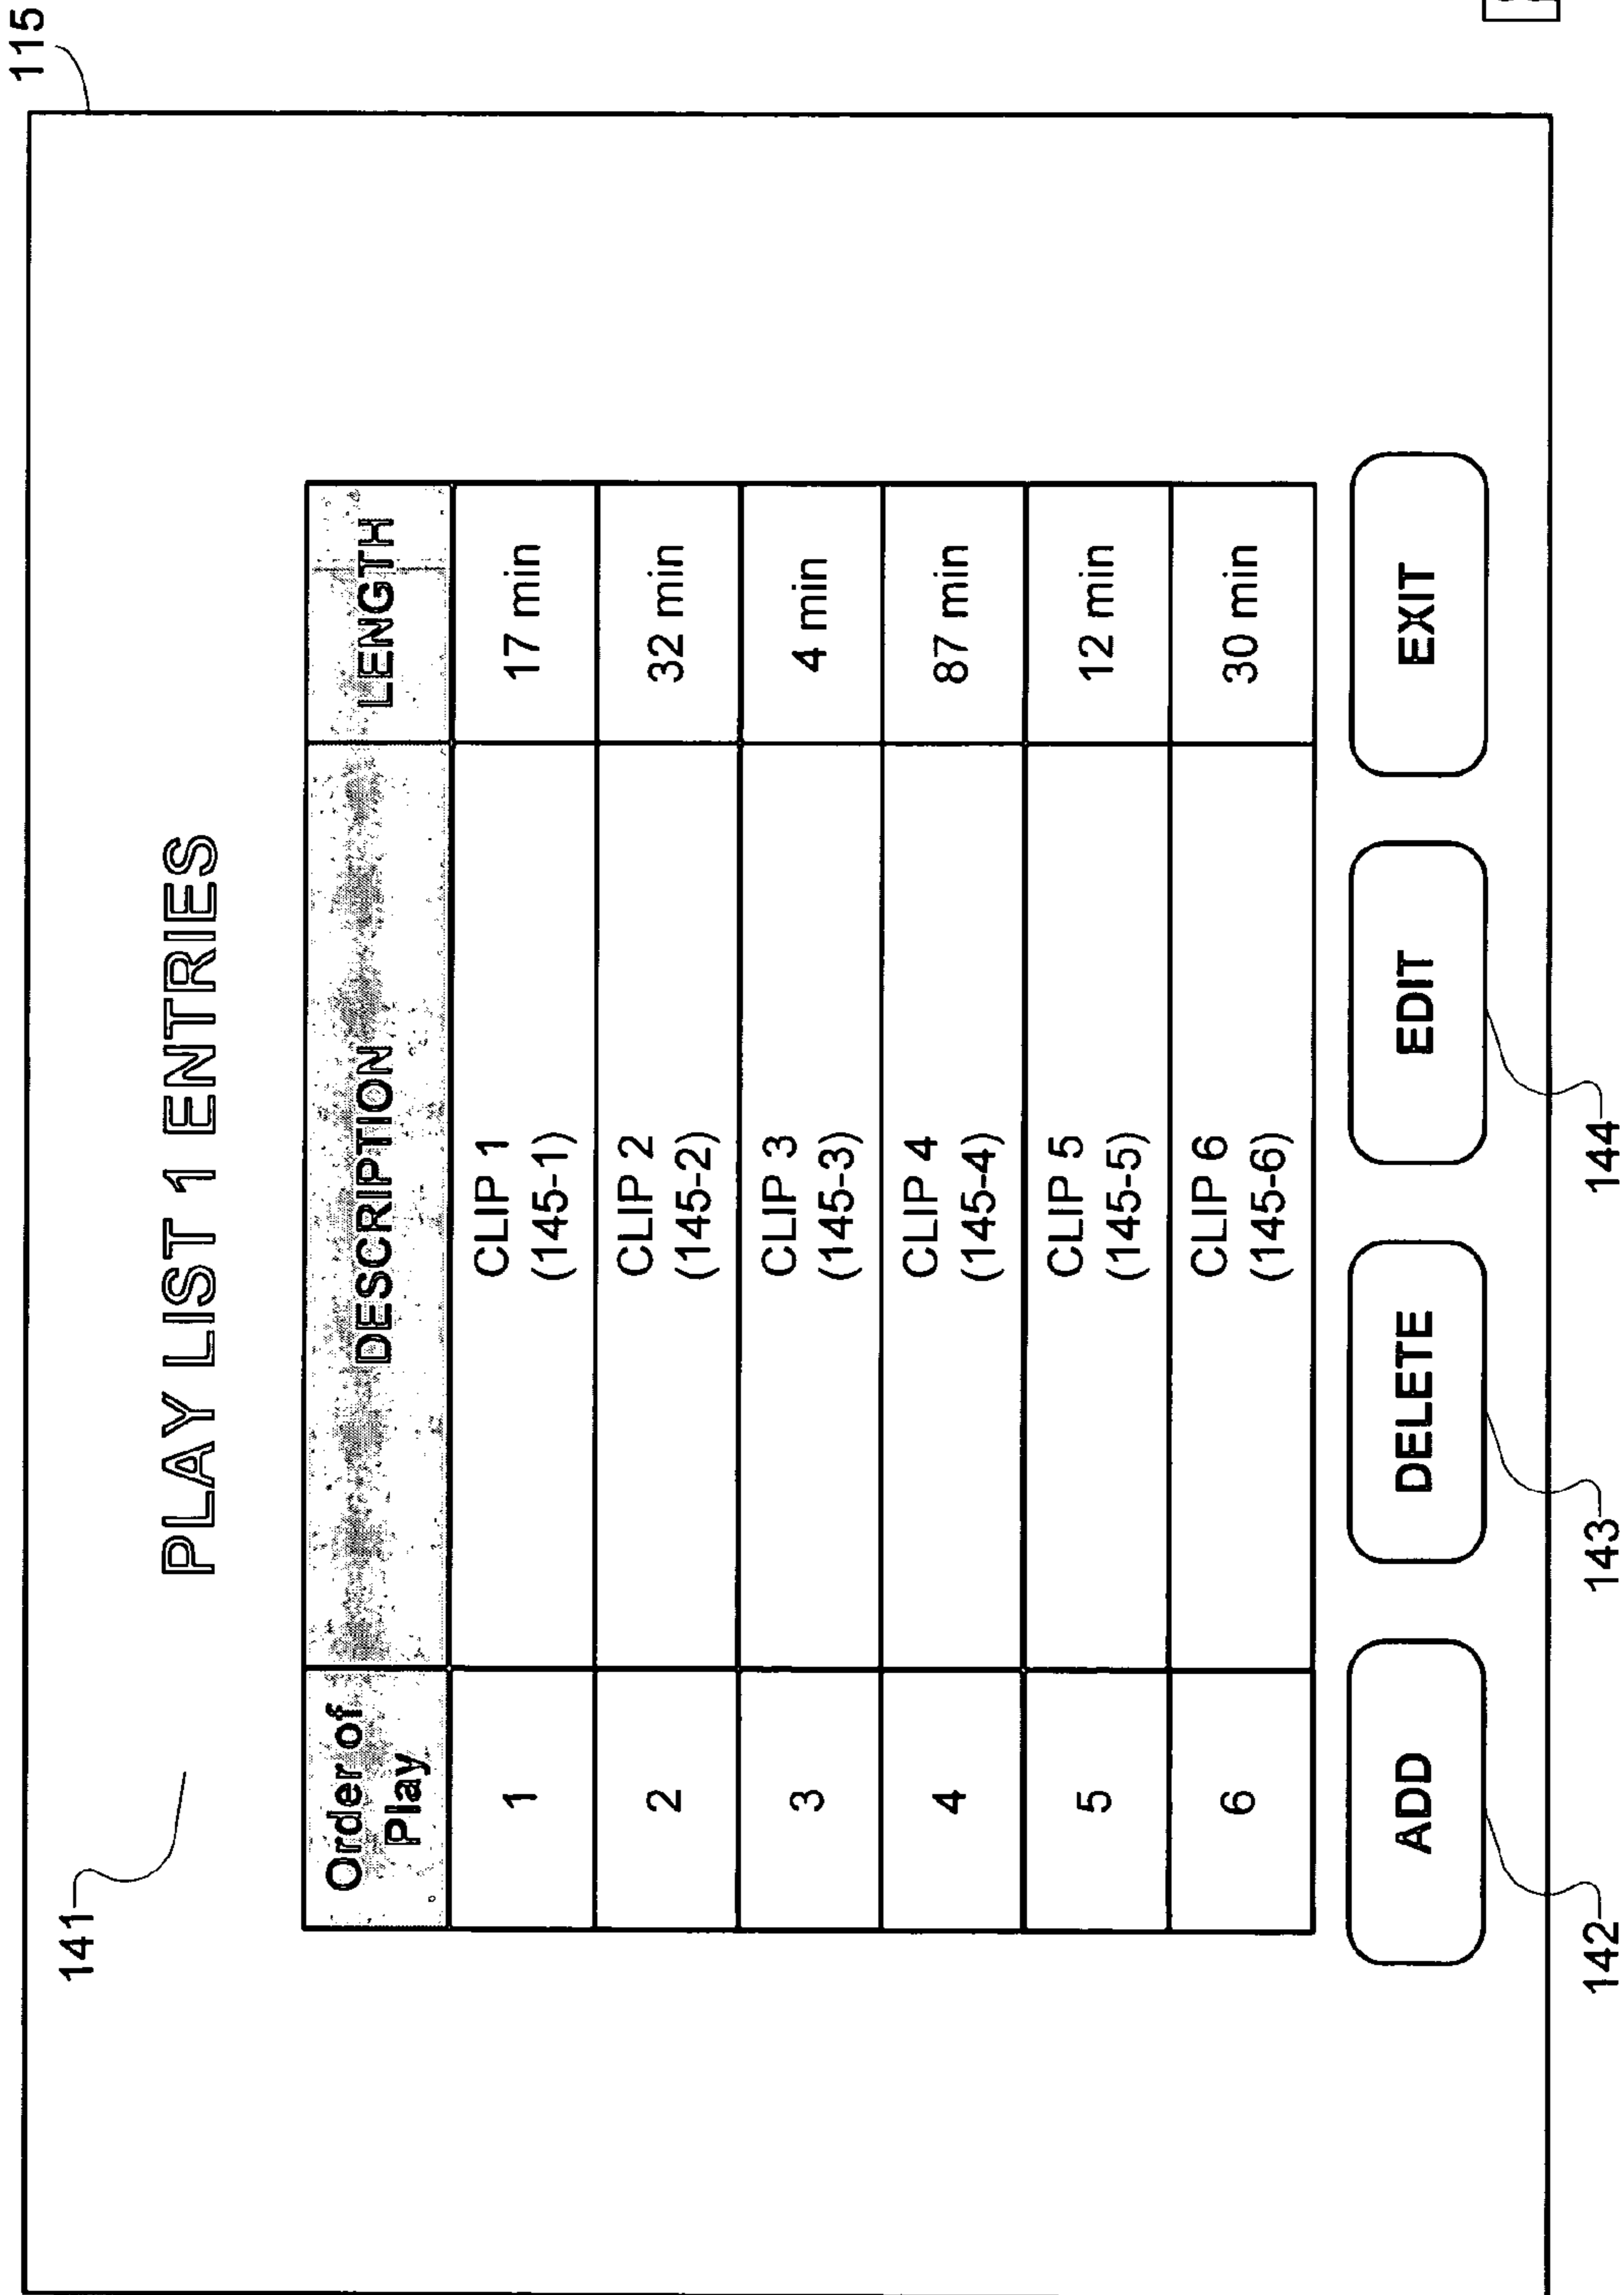 115
141
PLAY LIST 1 ENTRIES
Order of Play DESCRIPTION LENGTH
1 CLIP 1 (145-1) 17 min
2 CLIP 2 (145-2) 32 min
3 CLIP 3 (145-3) 4 min
4 CLIP 4 (145-4) 87 min
5 CLIP 5 (145-5) 12 min
6 CLIP 6 (145-6) 30 min
ADD DELETE EDIT EXIT
142 143 144